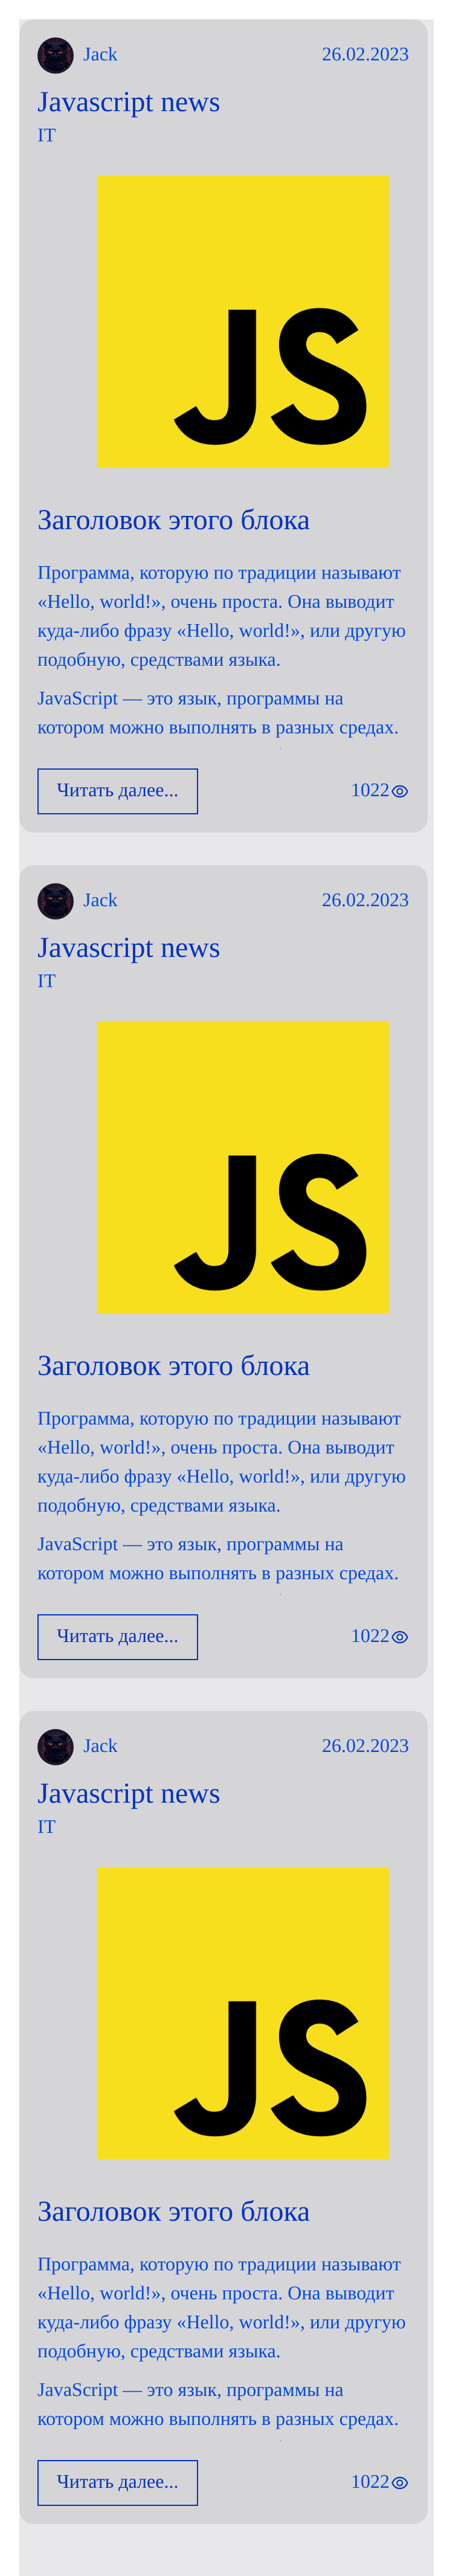 Jack 26.02.2023
Javascript news
IT
JS
Заголовок этого блока
Программа, которую по традиции называют
«Hello, world!», очень проста. Она выводит
куда-либо фразу «Hello, world!», или другую
подобную, средствами языка.
JavaScript — это язык, программы на
котором можно выполнять в разных средах.
Читать далее... 1022
Jack 26.02.2023
Javascript news
IT
JS
Заголовок этого блока
Программа, которую по традиции называют
«Hello, world!», очень проста. Она выводит
куда-либо фразу «Hello, world!», или другую
подобную, средствами языка.
JavaScript — это язык, программы на
котором можно выполнять в разных средах.
Читать далее... 1022
Jack 26.02.2023
Javascript news
IT
JS
Заголовок этого блока
Программа, которую по традиции называют
«Hello, world!», очень проста. Она выводит
куда-либо фразу «Hello, world!», или другую
подобную, средствами языка.
JavaScript — это язык, программы на
котором можно выполнять в разных средах.
Читать далее... 1022